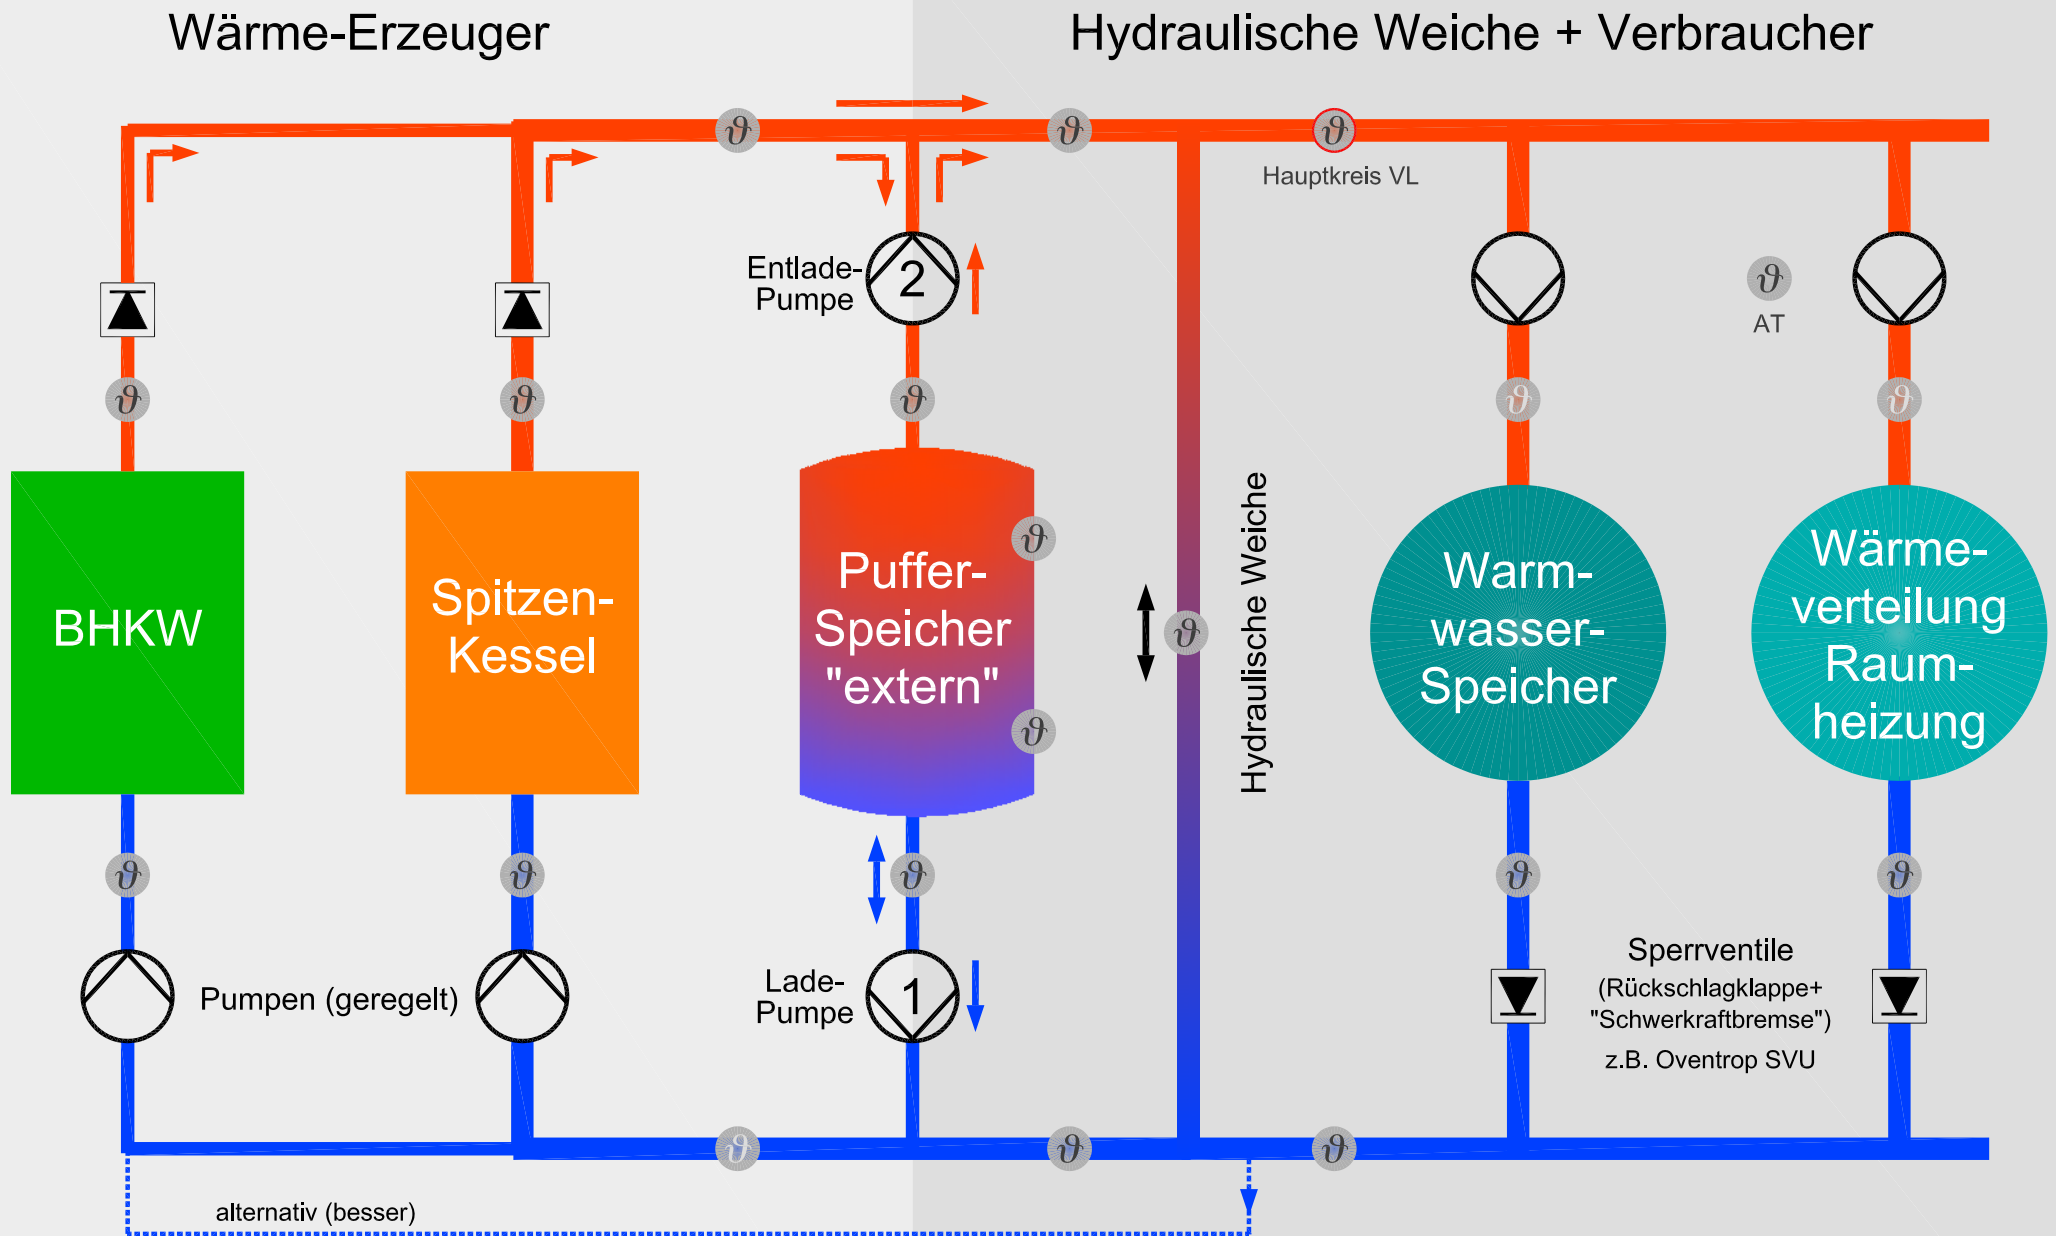 Wärme-Erzeuger
Hydraulische Weiche + Verbraucher
ϑ
ϑ
ϑ
Hauptkreis VL
Entlade-
Pumpe
2
ϑ
AT
ϑ
ϑ
ϑ
ϑ
ϑ
BHKW
Spitzen-
Kessel
Puffer-
Speicher
"extern"
ϑ
ϑ
ϑ
Hydraulische Weiche
Warm-
wasser-
Speicher
Wärme-
verteilung
Raum-
heizung
ϑ
ϑ
ϑ
ϑ
ϑ
Pumpen (geregelt)
Lade-
Pumpe
1
Sperrventile
(Rückschlagklappe+
"Schwerkraftbremse")
z.B. Oventrop SVU
ϑ
ϑ
ϑ
alternativ (besser)